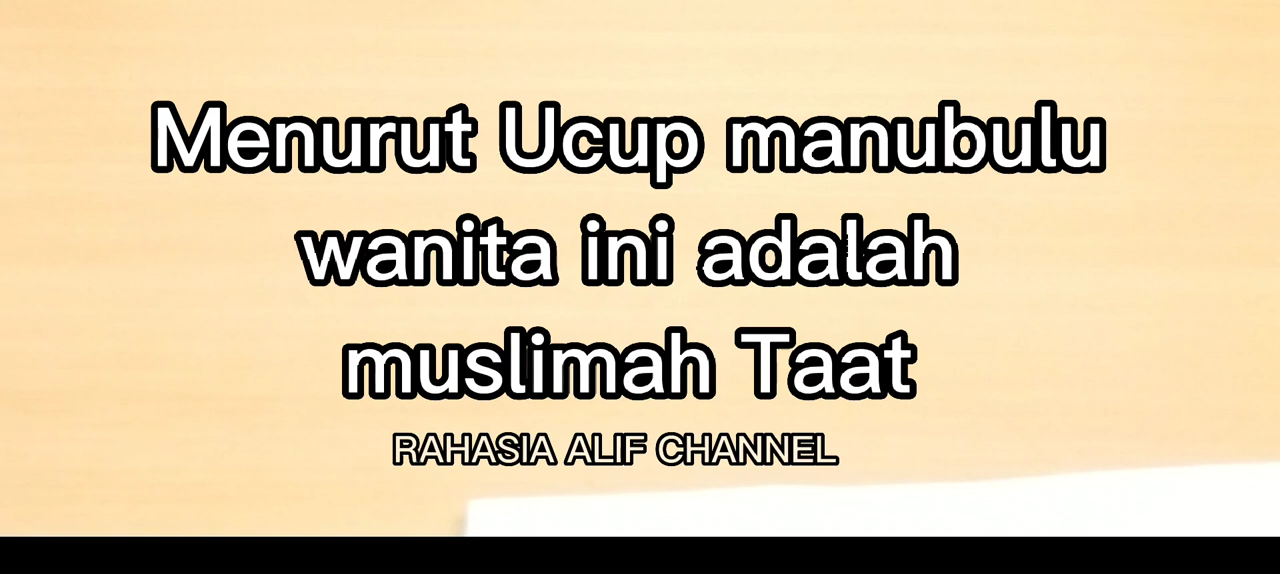 Menurut Ucup manubulu
wanita ini adalah
muslimah Taat
RAHASIA ALIF CHANNEL